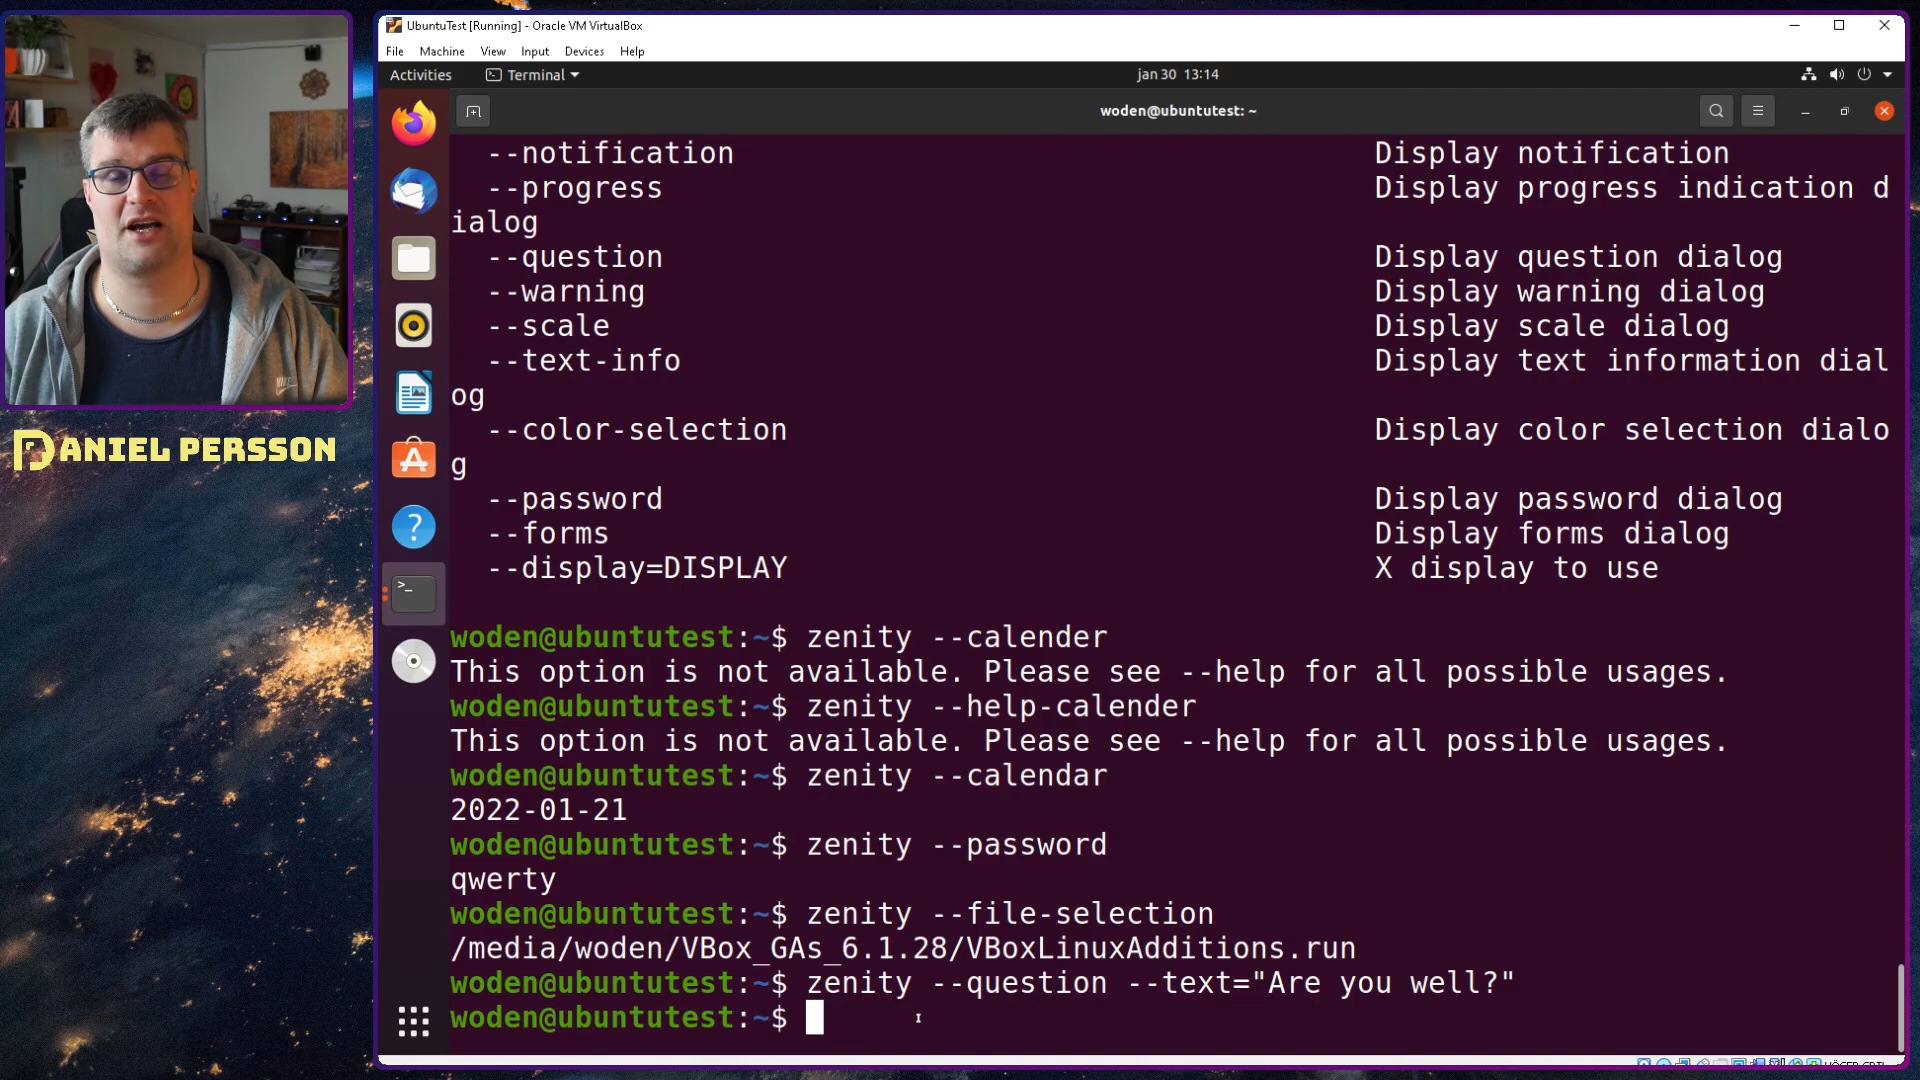 UbuntuTest [Running] - Oracle VM VirtualBox
File Machine View Input Devices Help
Activities Terminal jan 30 13:14
woden@ubuntutest: ~
--notification Display notification
--progress Display progress indication d
ialog
--question Display question dialog
--warning Display warning dialog
--scale Display scale dialog
--text-info Display text information dial
og
--color-selection Display color selection dialo
g
--password Display password dialog
--forms Display forms dialog
--display=DISPLAY X display to use
woden@ubuntutest:~$ zenity --calender
This option is not available. Please see --help for all possible usages.
woden@ubuntutest:~$ zenity --help-calender
This option is not available. Please see --help for all possible usages.
woden@ubuntutest:~$ zenity --calendar
2022-01-21
woden@ubuntutest:~$ zenity --password
qwerty
woden@ubuntutest:~$ zenity --file-selection
/media/woden/VBox_GAs_6.1.28/VBoxLinuxAdditions.run
woden@ubuntutest:~$ zenity --question --text="Are you well?"
woden@ubuntutest:~$
DANIEL PERSSON